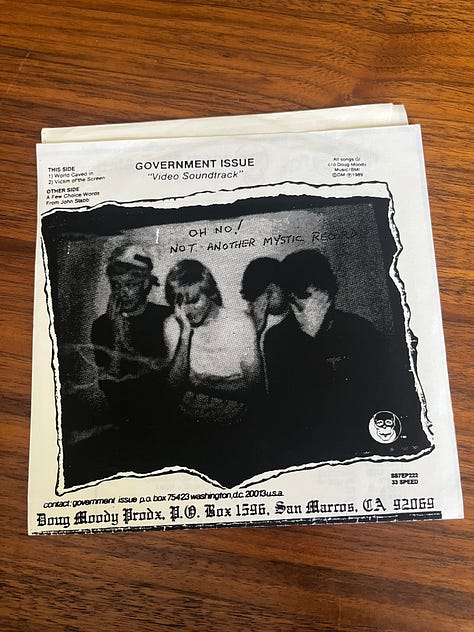 GOVERNMENT ISSUE
"Video Soundtrack"
THIS SIDE
1) World Caved in
2) Victim of the Screen
OTHER SIDE
A Few Choice Words
From John Stabb
All songs GI
c/o Doug Moody
Music/BMI
©DM ℗1989
OH NO!
NOT ANOTHER MYSTIC RECORD
SS7EP222
33 SPEED
contact: government issue p.o. box 75423 washington,d.c. 20013 u.s.a.
Doug Moody Prodx, P.O. Box 1596, San Marcos, CA 92069